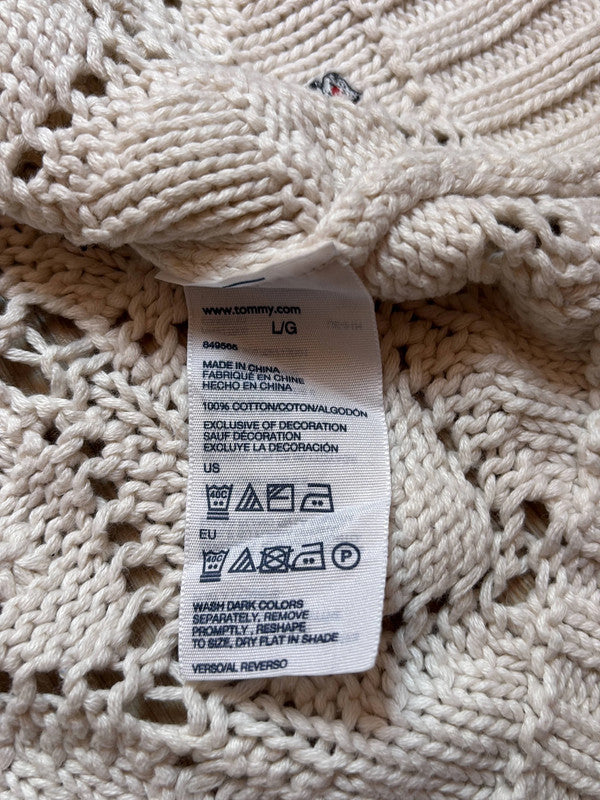 www.tommy.com
L/G
849566
MADE IN CHINA
FABRIQUÉ EN CHINE
HECHO EN CHINA
100% COTTON/COTON/ALGODÓN
EXCLUSIVE OF DECORATION
SAUF DÉCORATION
EXCLUYE LA DECORACIÓN
US
40C
EU
40C P
WASH DARK COLORS
SEPARATELY, REMOVE
PROMPTLY, RESHAPE
TO SIZE, DRY FLAT IN SHADE
VERSO/AL REVERSO